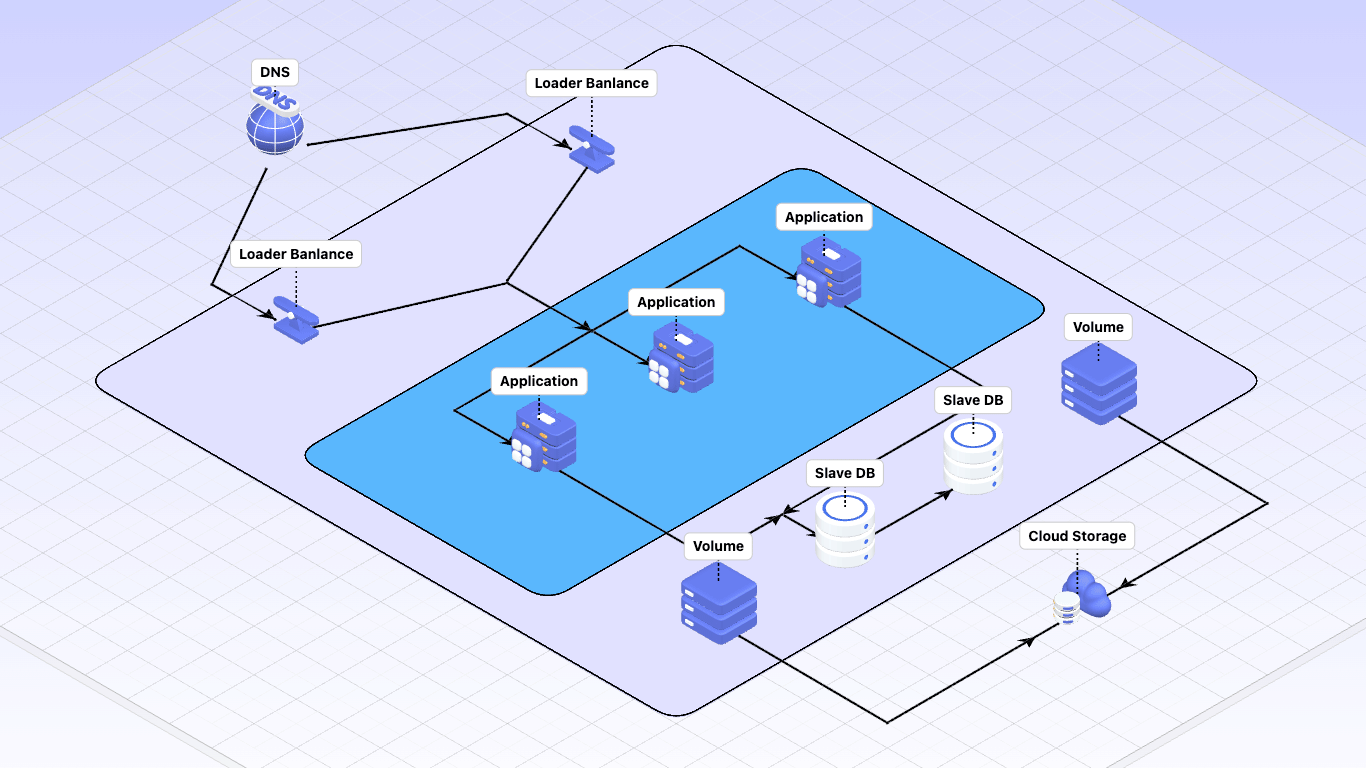 DNS
DNS
Loader Banlance
Loader Banlance
Application
Application
Application
Volume
Slave DB
Slave DB
Cloud Storage
Volume